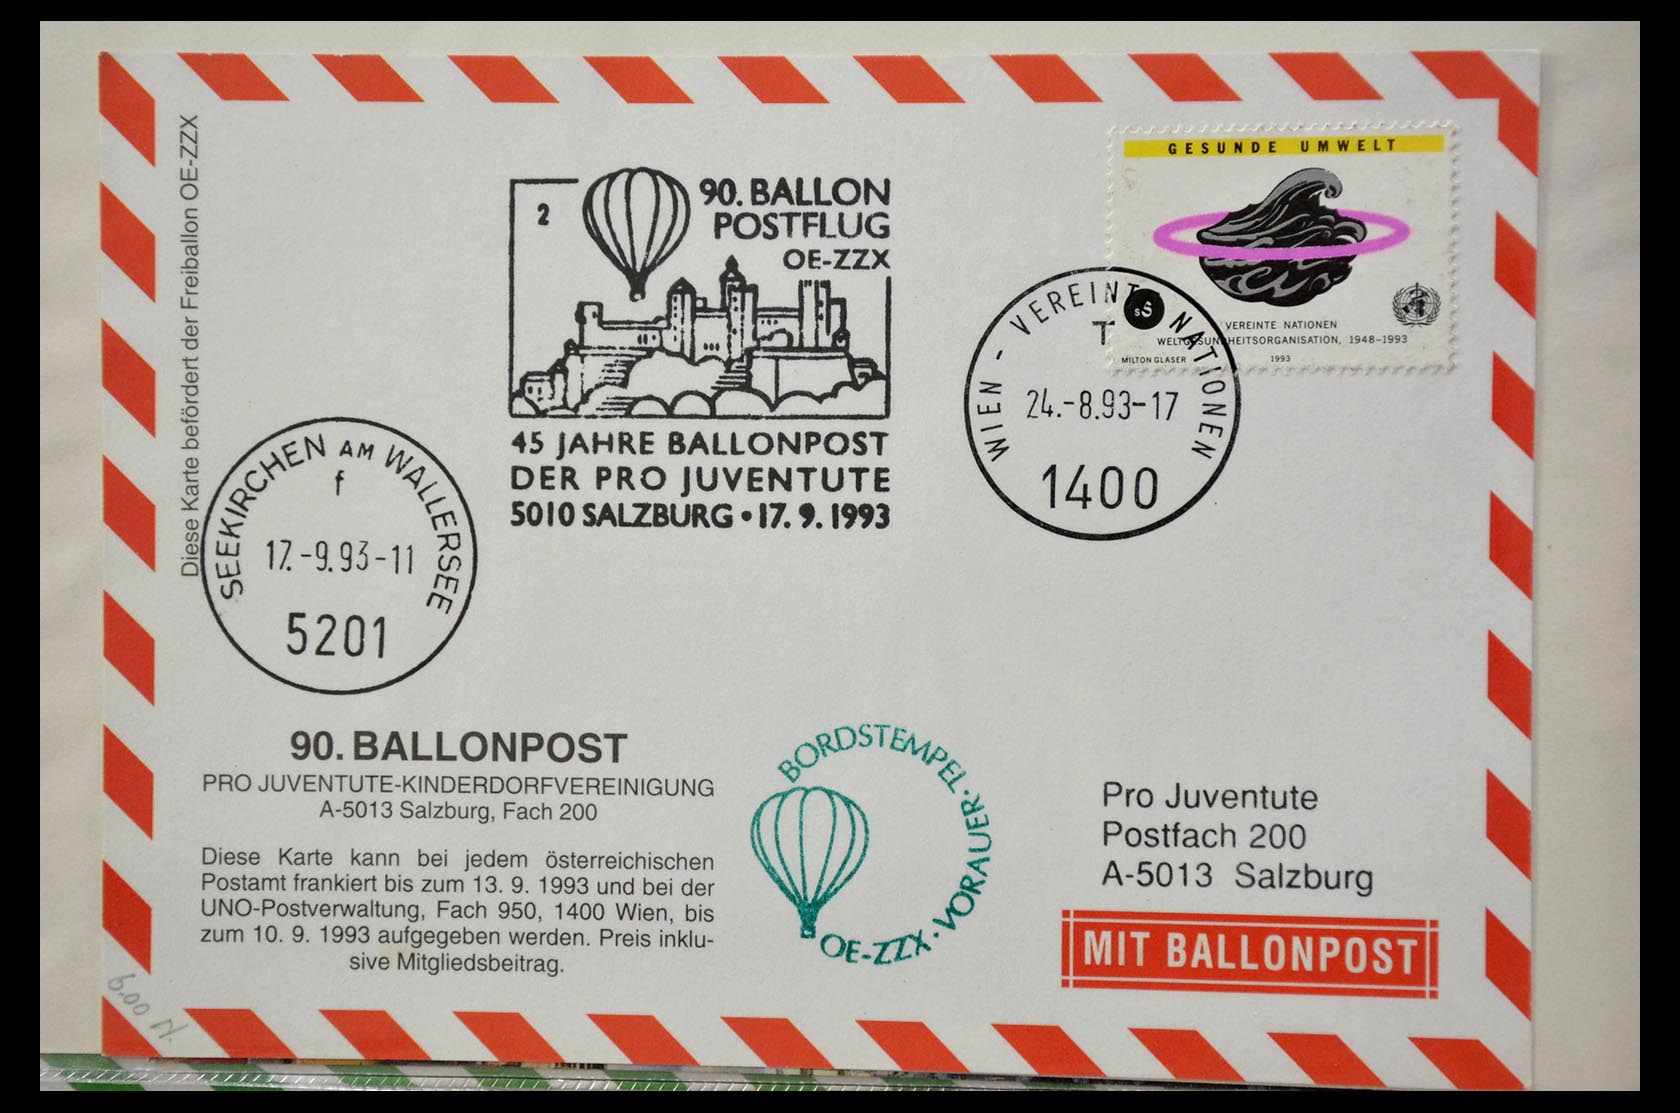 Diese Karte befördert der Freiballon OE-ZZX
2
90. BALLON
POSTFLUG
OE-ZZX
45 JAHRE BALLONPOST
DER PRO JUVENTUTE
5010 SALZBURG • 17. 9. 1993
GESUNDE UMWELT
S S
VEREINTE NATIONEN
WELTGESUNDHEITSORGANISATION, 1948–1993
MILTON GLASER 1993
WIEN - VEREINTE NATIONEN
T
24.-8.93-17
1400
SEEKIRCHEN AM WALLERSEE
f
17.-9.93-11
5201
90. BALLONPOST
PRO JUVENTUTE-KINDERDORFVEREINIGUNG
A-5013 Salzburg, Fach 200
Diese Karte kann bei jedem österreichischen
Postamt frankiert bis zum 13. 9. 1993 und bei der
UNO-Postverwaltung, Fach 950, 1400 Wien, bis
zum 10. 9. 1993 aufgegeben werden. Preis inklu-
sive Mitgliedsbeitrag.
BORDSTEMPEL · OE-ZZX · VORAUER ·
Pro Juventute
Postfach 200
A-5013 Salzburg
MIT BALLONPOST
6.00